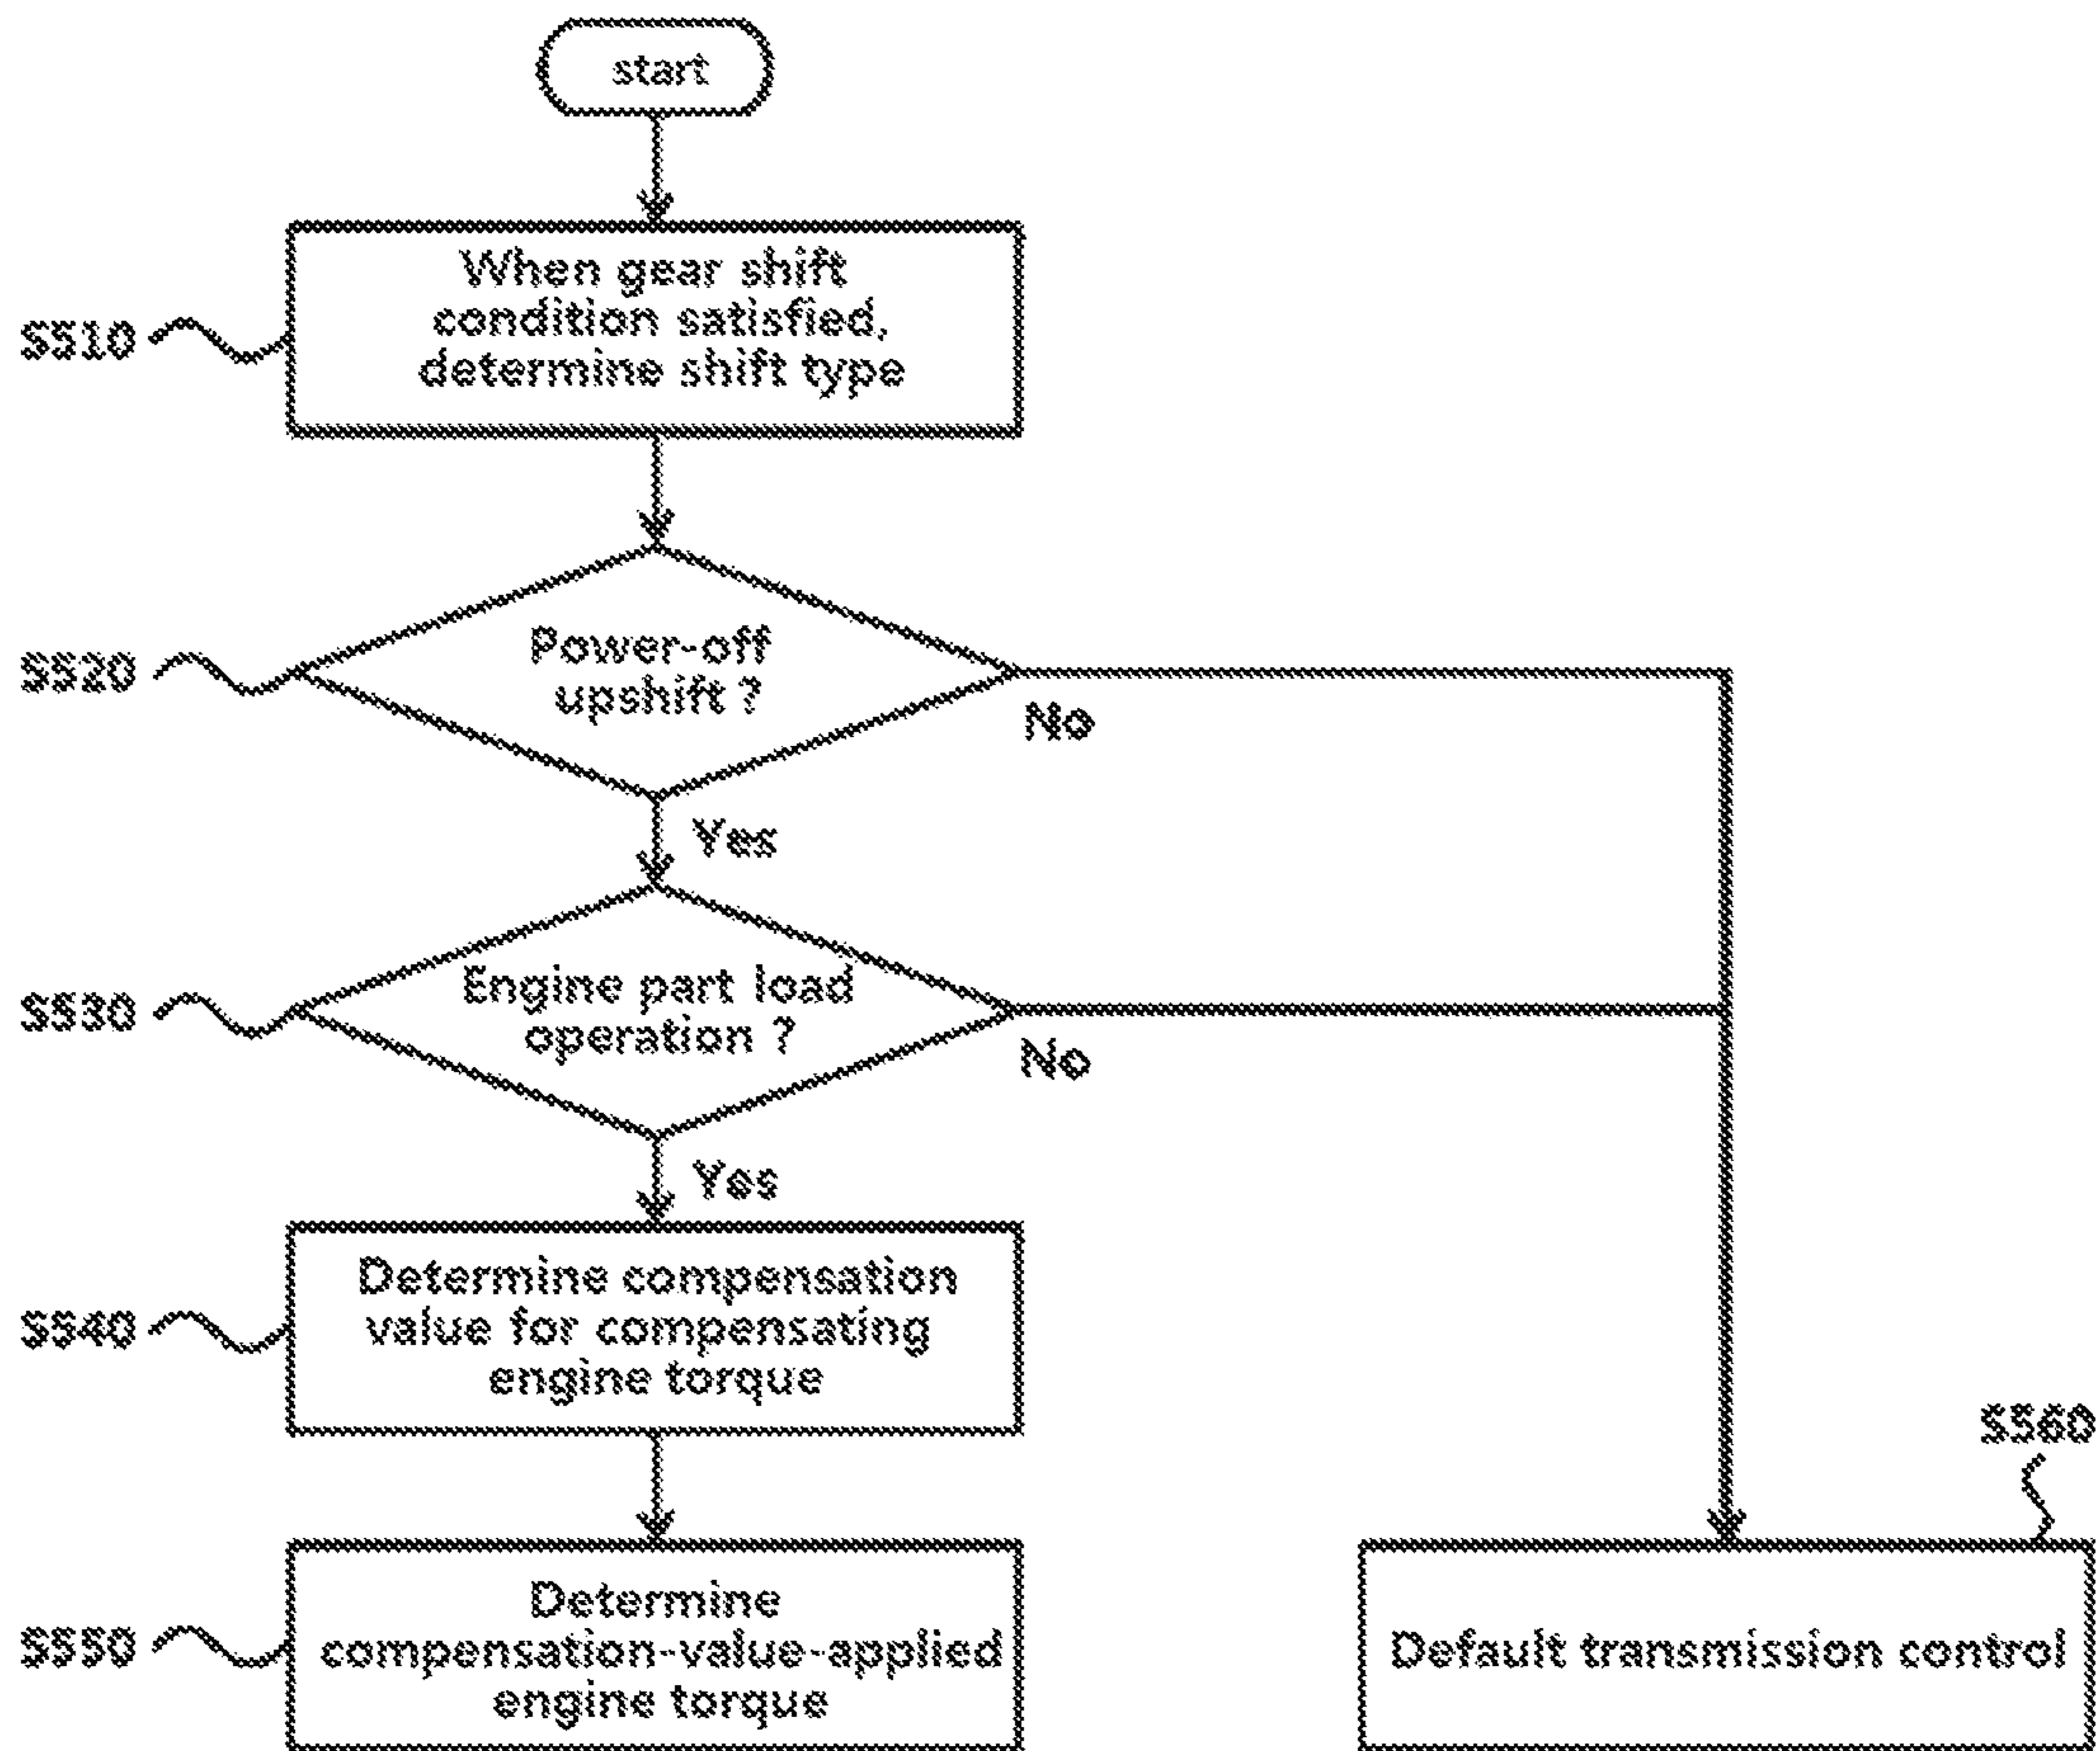 start
When gear shift
condition satisfied,
determine shift type
S510
Power-off
upshift ?
S520
No
Yes
Engine part load
operation ?
S530
No
Yes
Determine compensation
value for compensating
engine torque
S540
S560
Determine
compensation-value-applied
engine torque
S550
Default transmission control